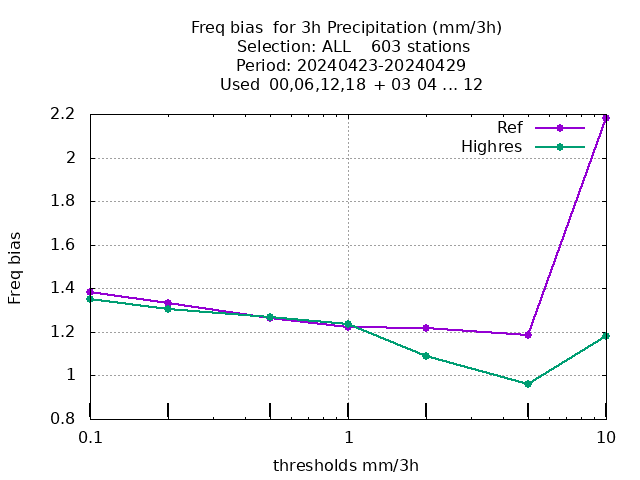 Freq bias  for 3h Precipitation (mm/3h)
Selection: ALL    603 stations
Period: 20240423-20240429
Used  00,06,12,18  + 03 04 ... 12
Ref
Highres
Freq bias
2.2
2
1.8
1.6
1.4
1.2
1
0.8
0.1
1
10
thresholds mm/3h